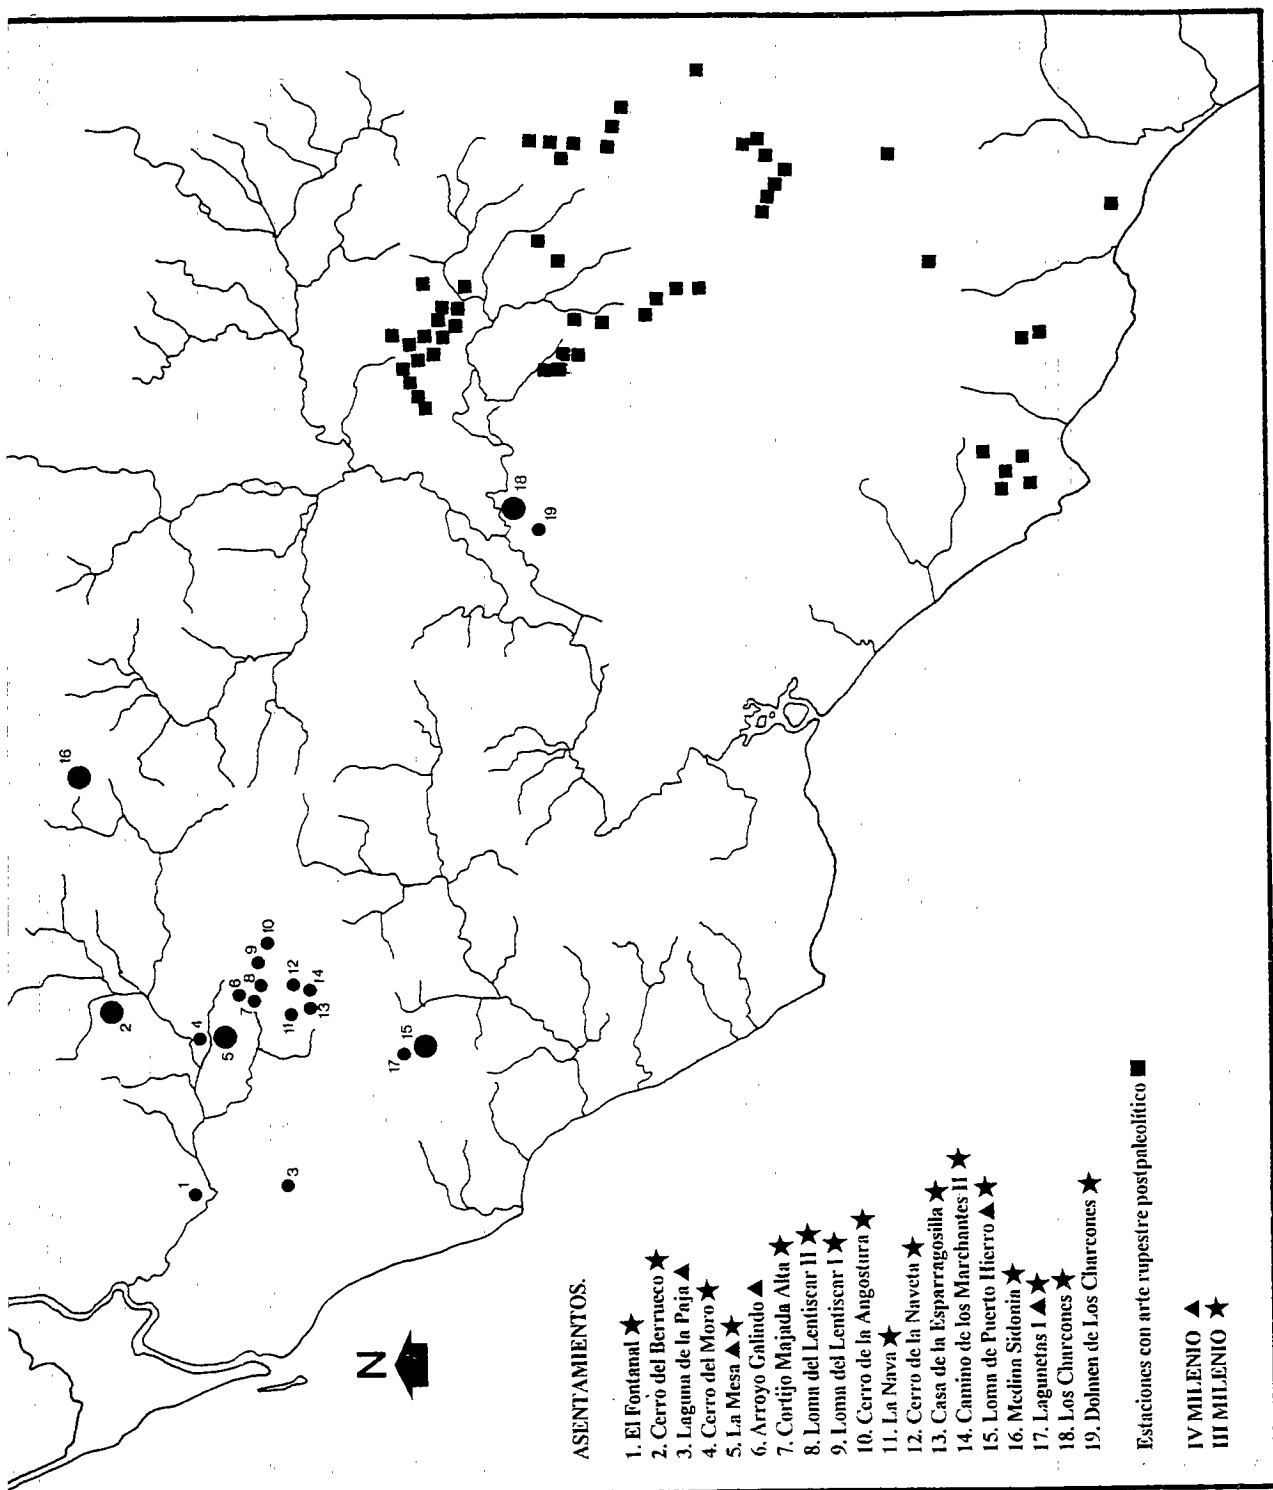 N
16
2
10
9
8
6
7
12
14
13
11
4
5
1
3
15
17
18
19
ASENTAMIENTOS.
1. El Fontanal ★
2. Cerro del Berrueco ★
3. Laguna de la Paja ▲
4. Cerro del Moro ★
5. La Mesa ▲ ★
6. Arroyo Galindo ▲
7. Cortijo Majada Alta ★
8. Loma del Lentiscar II ★
9. Loma del Lentiscar I ★
10. Cerro de la Angostura ★
11. La Nava ★
12. Cerro de la Naveta ★
13. Casa de la Esparragosilla ★
14. Camino de los Marchantes II ★
15. Loma de Puerto Hierro ▲ ★
16. Medina Sidonia ★
17. Lagunetas I ▲ ★
18. Los Charcones ★
19. Dolmen de Los Charcones ★
Estaciones con arte rupestre postpaleolítico ■
IV MILENIO ▲
III MILENIO ★